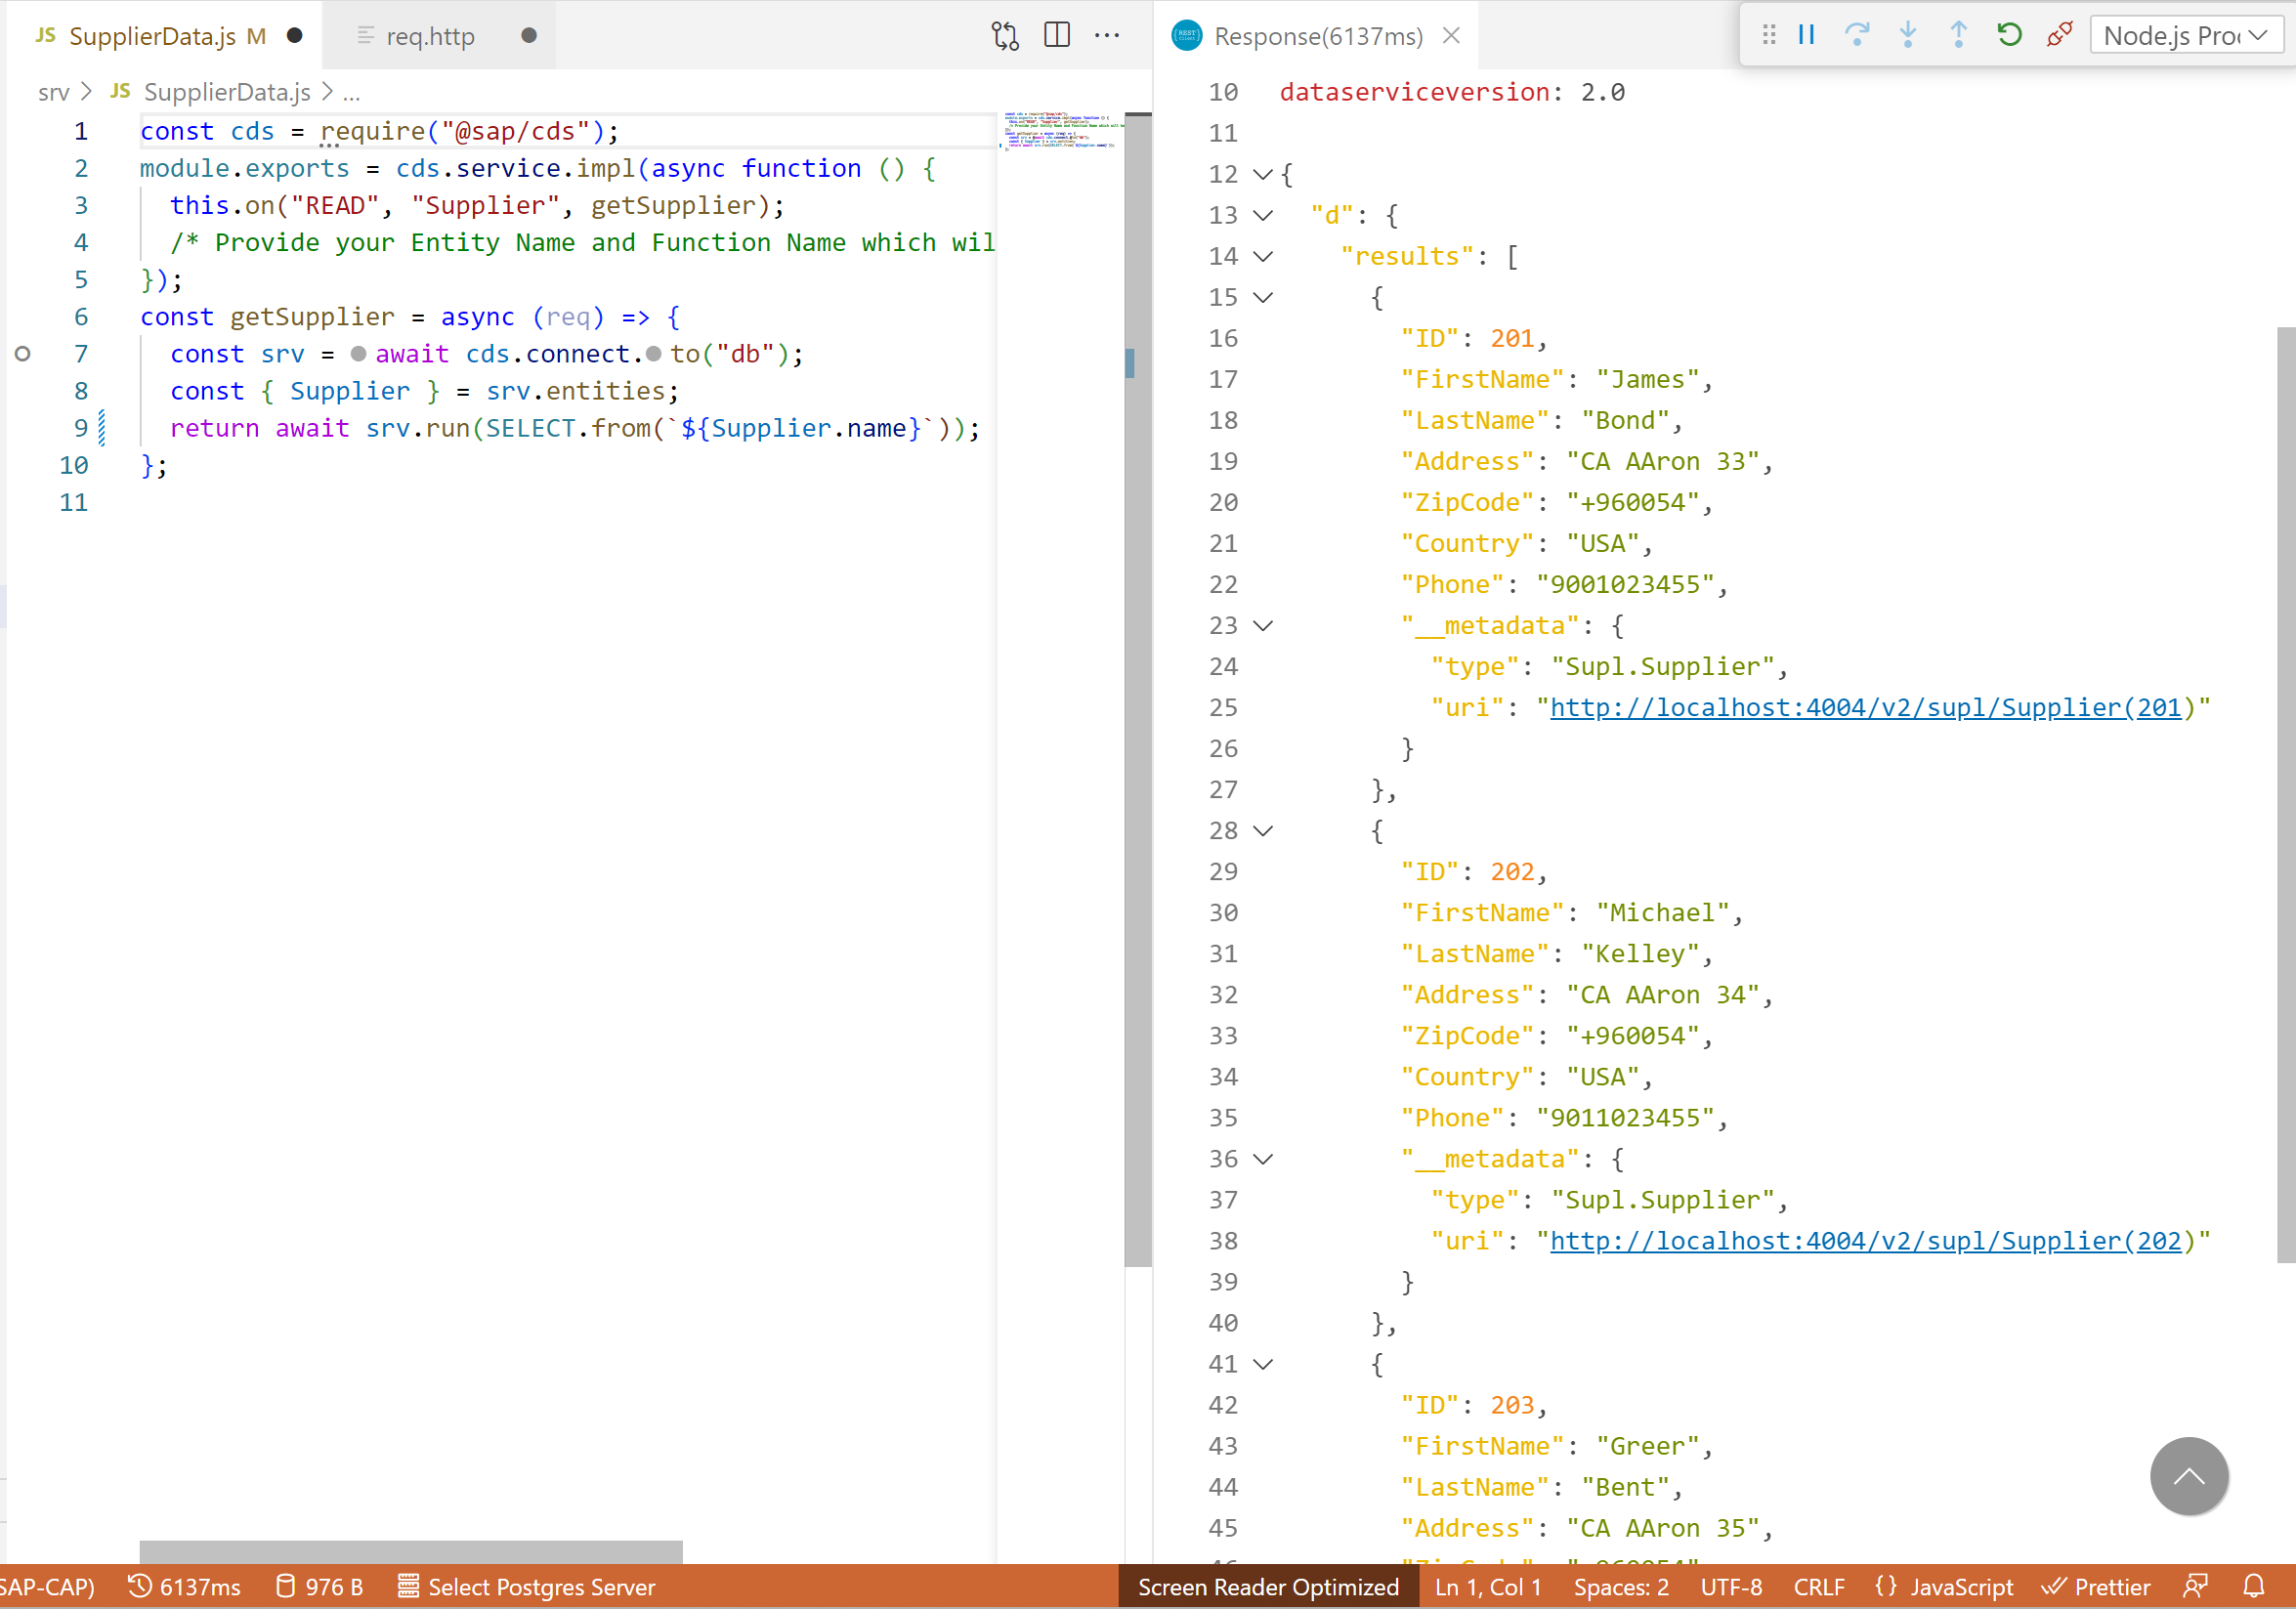 JS SupplierData.js M
req.http
srv > JS SupplierData.js > ...
1 const cds = require("@sap/cds");
2 module.exports = cds.service.impl(async function () {
3 this.on("READ", "Supplier", getSupplier);
4 /* Provide your Entity Name and Function Name which wil
5 });
6 const getSupplier = async (req) => {
7 const srv = await cds.connect.to("db");
8 const { Supplier } = srv.entities;
9 return await srv.run(SELECT.from(`${Supplier.name}`));
10 };
11
Response(6137ms)
Node.js Pro
10 dataserviceversion: 2.0
11
12 {
13 "d": {
14 "results": [
15 {
16 "ID": 201,
17 "FirstName": "James",
18 "LastName": "Bond",
19 "Address": "CA AAron 33",
20 "ZipCode": "+960054",
21 "Country": "USA",
22 "Phone": "9001023455",
23 "__metadata": {
24 "type": "Supl.Supplier",
25 "uri": "http://localhost:4004/v2/supl/Supplier(201)"
26 }
27 },
28 {
29 "ID": 202,
30 "FirstName": "Michael",
31 "LastName": "Kelley",
32 "Address": "CA AAron 34",
33 "ZipCode": "+960054",
34 "Country": "USA",
35 "Phone": "9011023455",
36 "__metadata": {
37 "type": "Supl.Supplier",
38 "uri": "http://localhost:4004/v2/supl/Supplier(202)"
39 }
40 },
41 {
42 "ID": 203,
43 "FirstName": "Greer",
44 "LastName": "Bent",
45 "Address": "CA AAron 35",
SAP-CAP) 6137ms 976 B Select Postgres Server Screen Reader Optimized Ln 1, Col 1 Spaces: 2 UTF-8 CRLF {} JavaScript Prettier